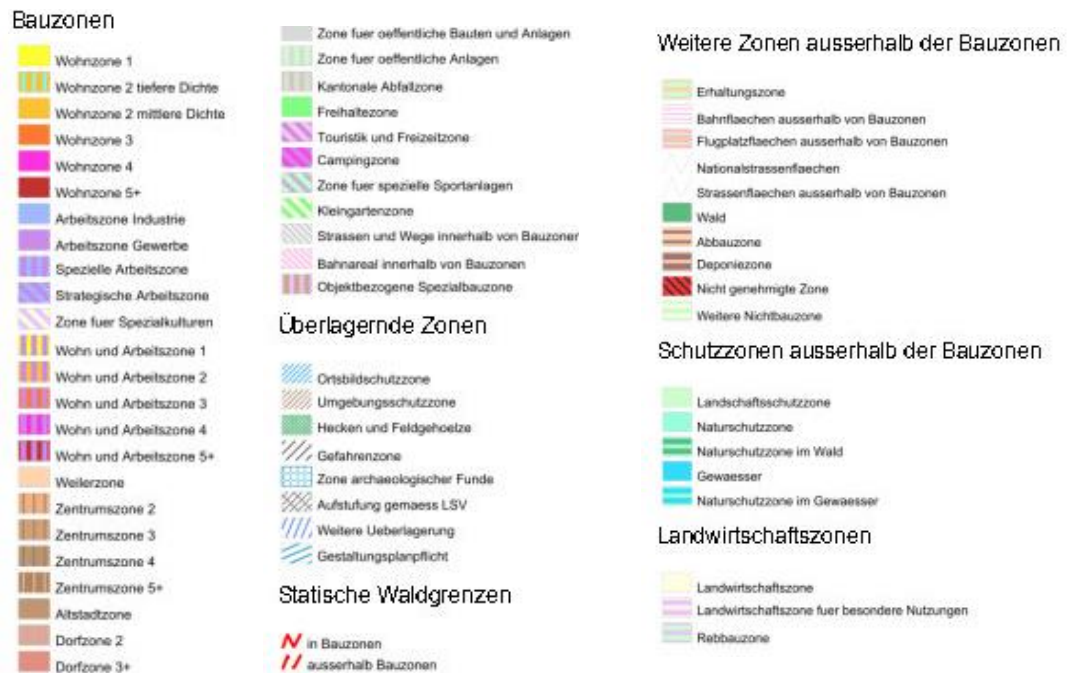 Bauzonen
Wohnzone 1
Wohnzone 2 tiefere Dichte
Wohnzone 2 mittlere Dichte
Wohnzone 3
Wohnzone 4
Wohnzone 5+
Arbeitszone Industrie
Arbeitszone Gewerbe
Spezielle Arbeitszone
Strategische Arbeitszone
Zone fuer Spezialkulturen
Wohn und Arbeitszone 1
Wohn und Arbeitszone 2
Wohn und Arbeitszone 3
Wohn und Arbeitszone 4
Wohn und Arbeitszone 5+
Weilerzone
Zentrumszone 2
Zentrumszone 3
Zentrumszone 4
Zentrumszone 5+
Altstadtzone
Dorfzone 2
Dorfzone 3+
Zone fuer oeffentliche Bauten und Anlagen
Zone fuer oeffentliche Anlagen
Kantonale Abfallzone
Freihaltezone
Touristik und Freizeitzone
Campingzone
Zone fuer spezielle Sportanlagen
Kleingartenzone
Strassen und Wege innerhalb von Bauzoner
Bahnareal innerhalb von Bauzonen
Objektbezogene Spezialbauzone
Überlagernde Zonen
Ortsbildschutzzone
Umgebungsschutzzone
Hecken und Feldgehoelze
Gefahrenzone
Zone archaeologischer Funde
Aufstufung gemaess LSV
Weitere Ueberlagerung
Gestaltungsplanpflicht
Statische Waldgrenzen
in Bauzonen
ausserhalb Bauzonen
Weitere Zonen ausserhalb der Bauzonen
Erhaltungszone
Bahnflaechen ausserhalb von Bauzonen
Flugplatzflaechen ausserhalb von Bauzonen
Nationalstrassenflaechen
Strassenflaechen ausserhalb von Bauzonen
Wald
Abbauzone
Deponiezone
Nicht genehmigte Zone
Weitere Nichtbauzone
Schutzzonen ausserhalb der Bauzonen
Landschaftsschutzzone
Naturschutzzone
Naturschutzzone im Wald
Gewaesser
Naturschutzzone im Gewaesser
Landwirtschaftszonen
Landwirtschaftszone
Landwirtschaftszone fuer besondere Nutzungen
Rebbauzone